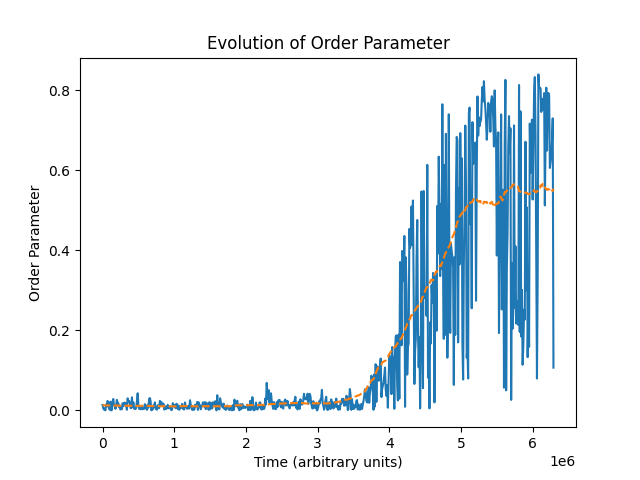 Evolution of Order Parameter
Order Parameter
0.8
0.6
0.4
0.2
0.0
0 1 2 3 4 5 6
1e6
Time (arbitrary units)